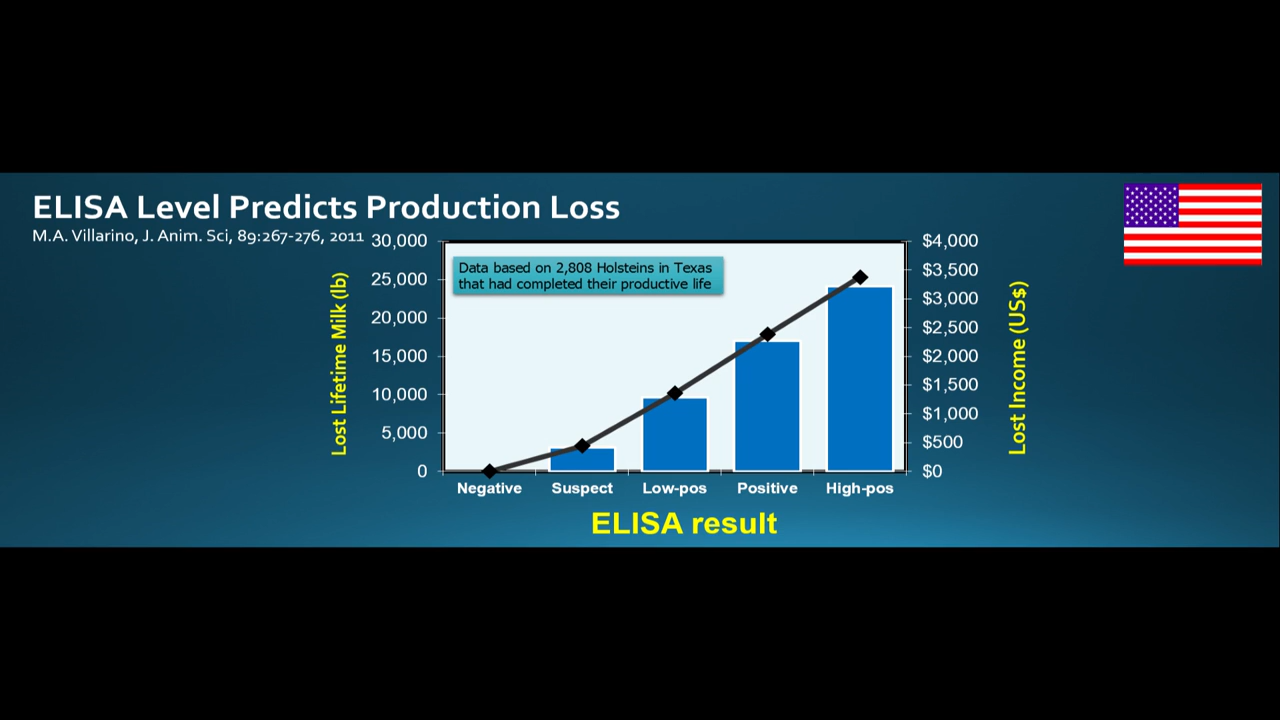 ELISA Level Predicts Production Loss
M.A. Villarino, J. Anim. Sci, 89:267-276, 2011
Lost Lifetime Milk (lb)
30,000
25,000
20,000
15,000
10,000
5,000
0
Data based on 2,808 Holsteins in Texas
that had completed their productive life
$4,000
$3,500
$3,000
$2,500
$2,000
$1,500
$1,000
$500
$0
Lost Income (US$)
Negative Suspect Low-pos Positive High-pos
ELISA result